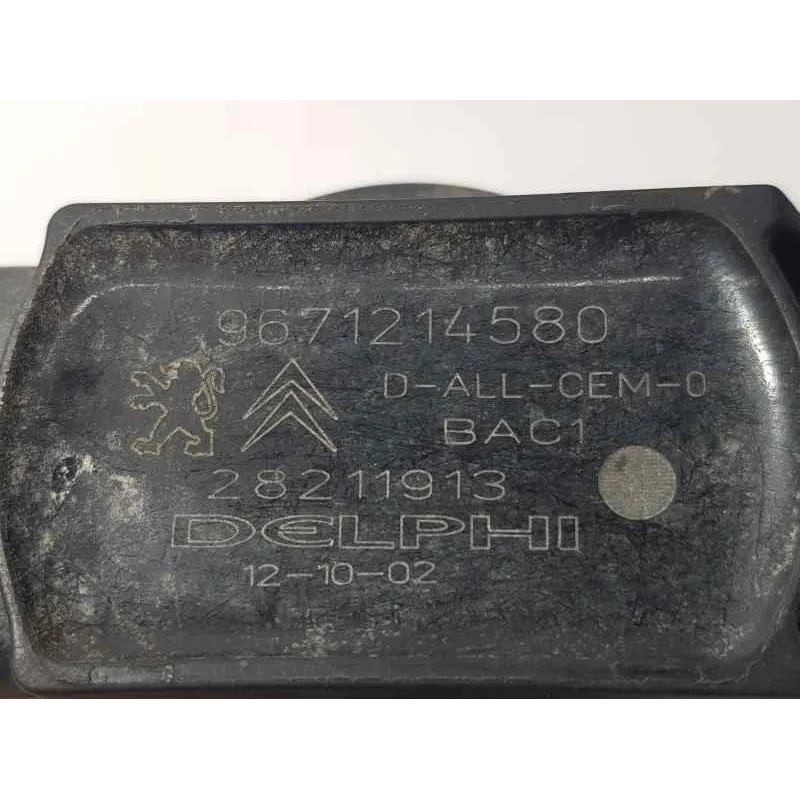 9671214580
D-ALL-CEM-0
BAC1
28211913
DELPHI
12-10-02